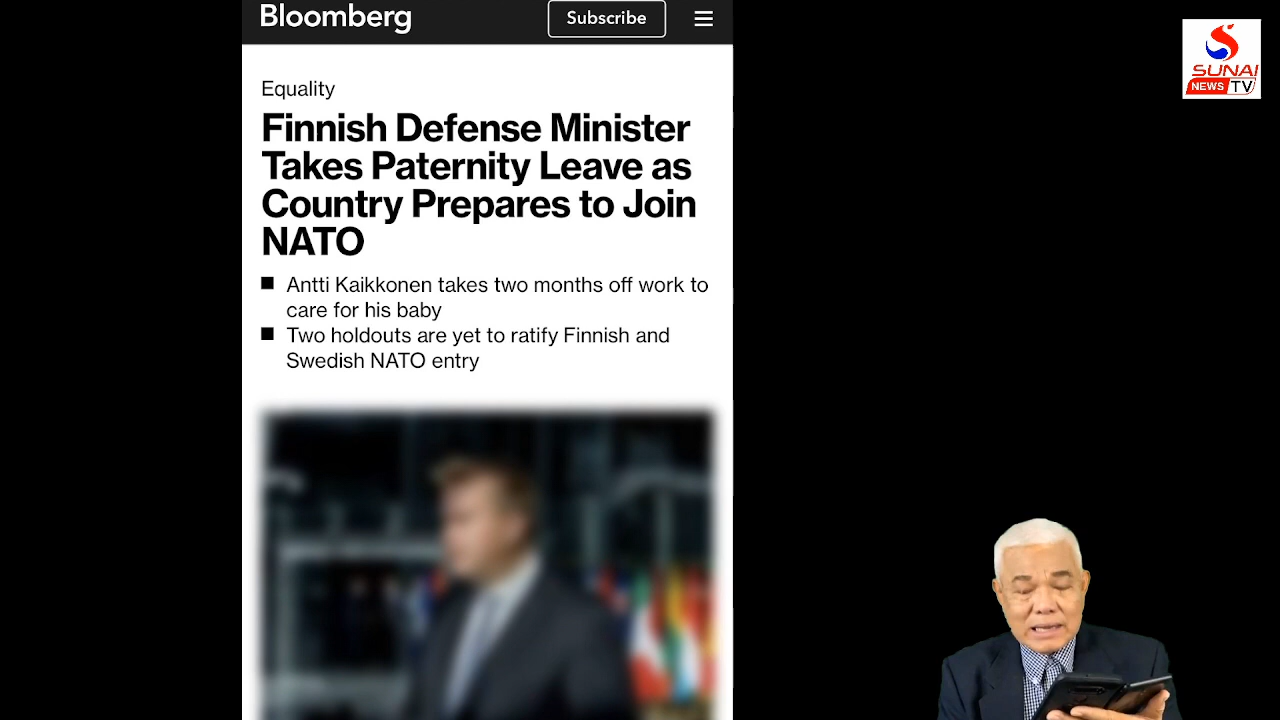 Bloomberg
Subscribe
Equality
Finnish Defense Minister
Takes Paternity Leave as
Country Prepares to Join
NATO
Antti Kaikkonen takes two months off work to
care for his baby
Two holdouts are yet to ratify Finnish and
Swedish NATO entry
SUNAI
NEWS TV